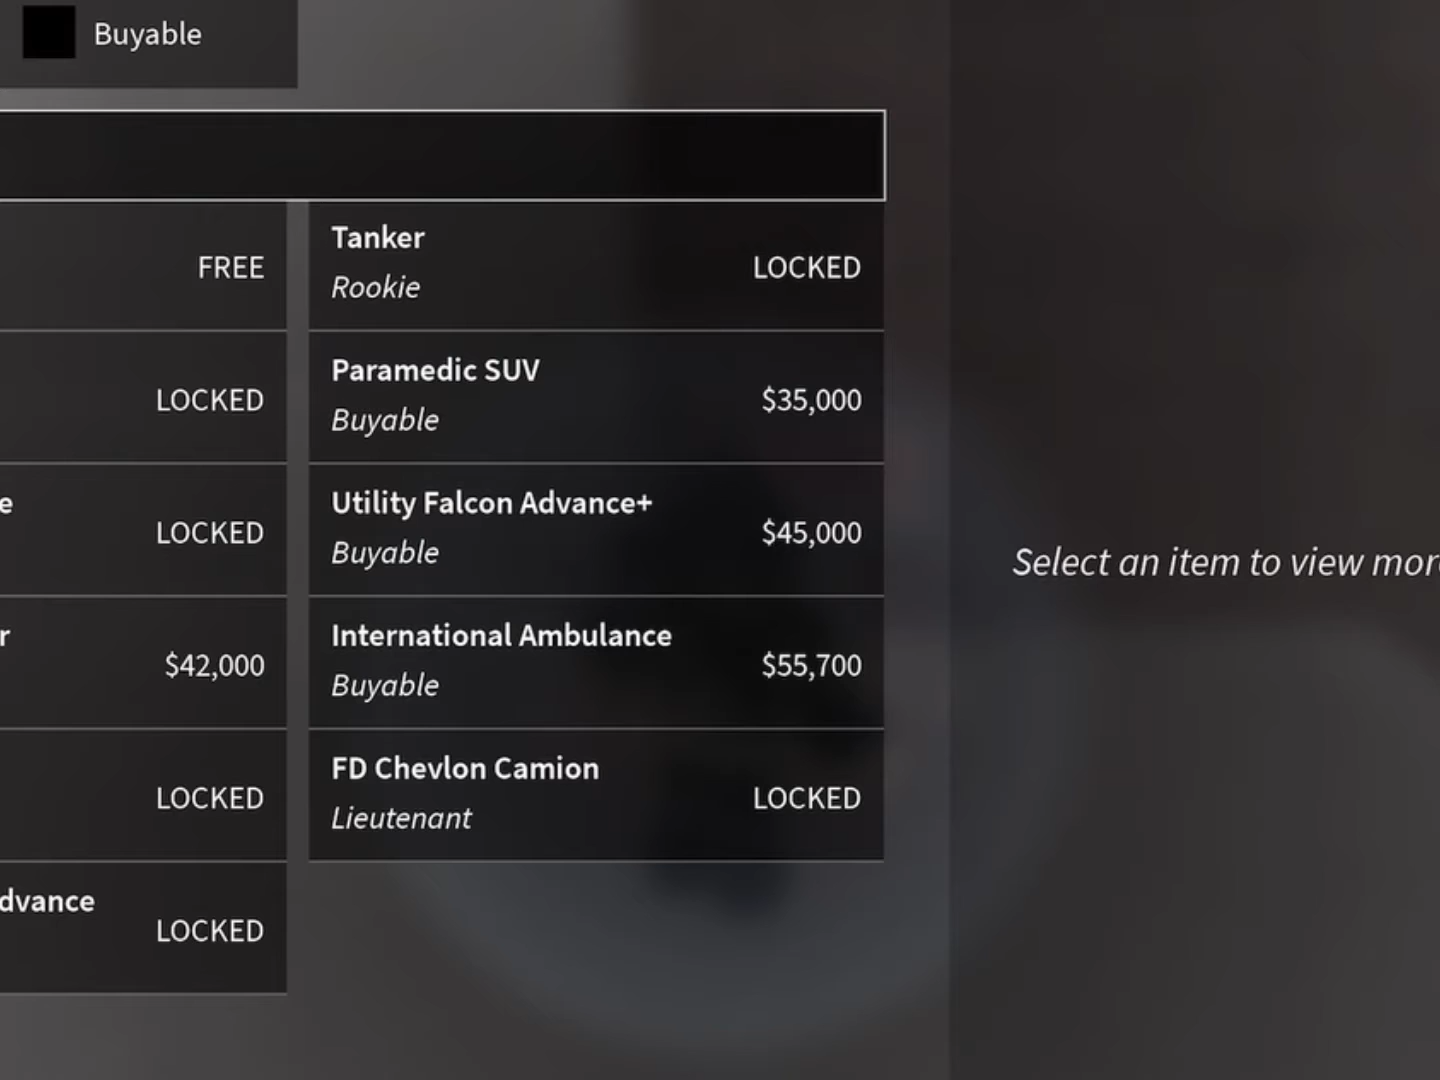 Buyable
FREE
LOCKED
e
LOCKED
r
$42,000
LOCKED
dvance
LOCKED
Tanker
Rookie
LOCKED
Paramedic SUV
Buyable
$35,000
Utility Falcon Advance+
Buyable
$45,000
International Ambulance
Buyable
$55,700
FD Chevlon Camion
Lieutenant
LOCKED
Select an item to view more